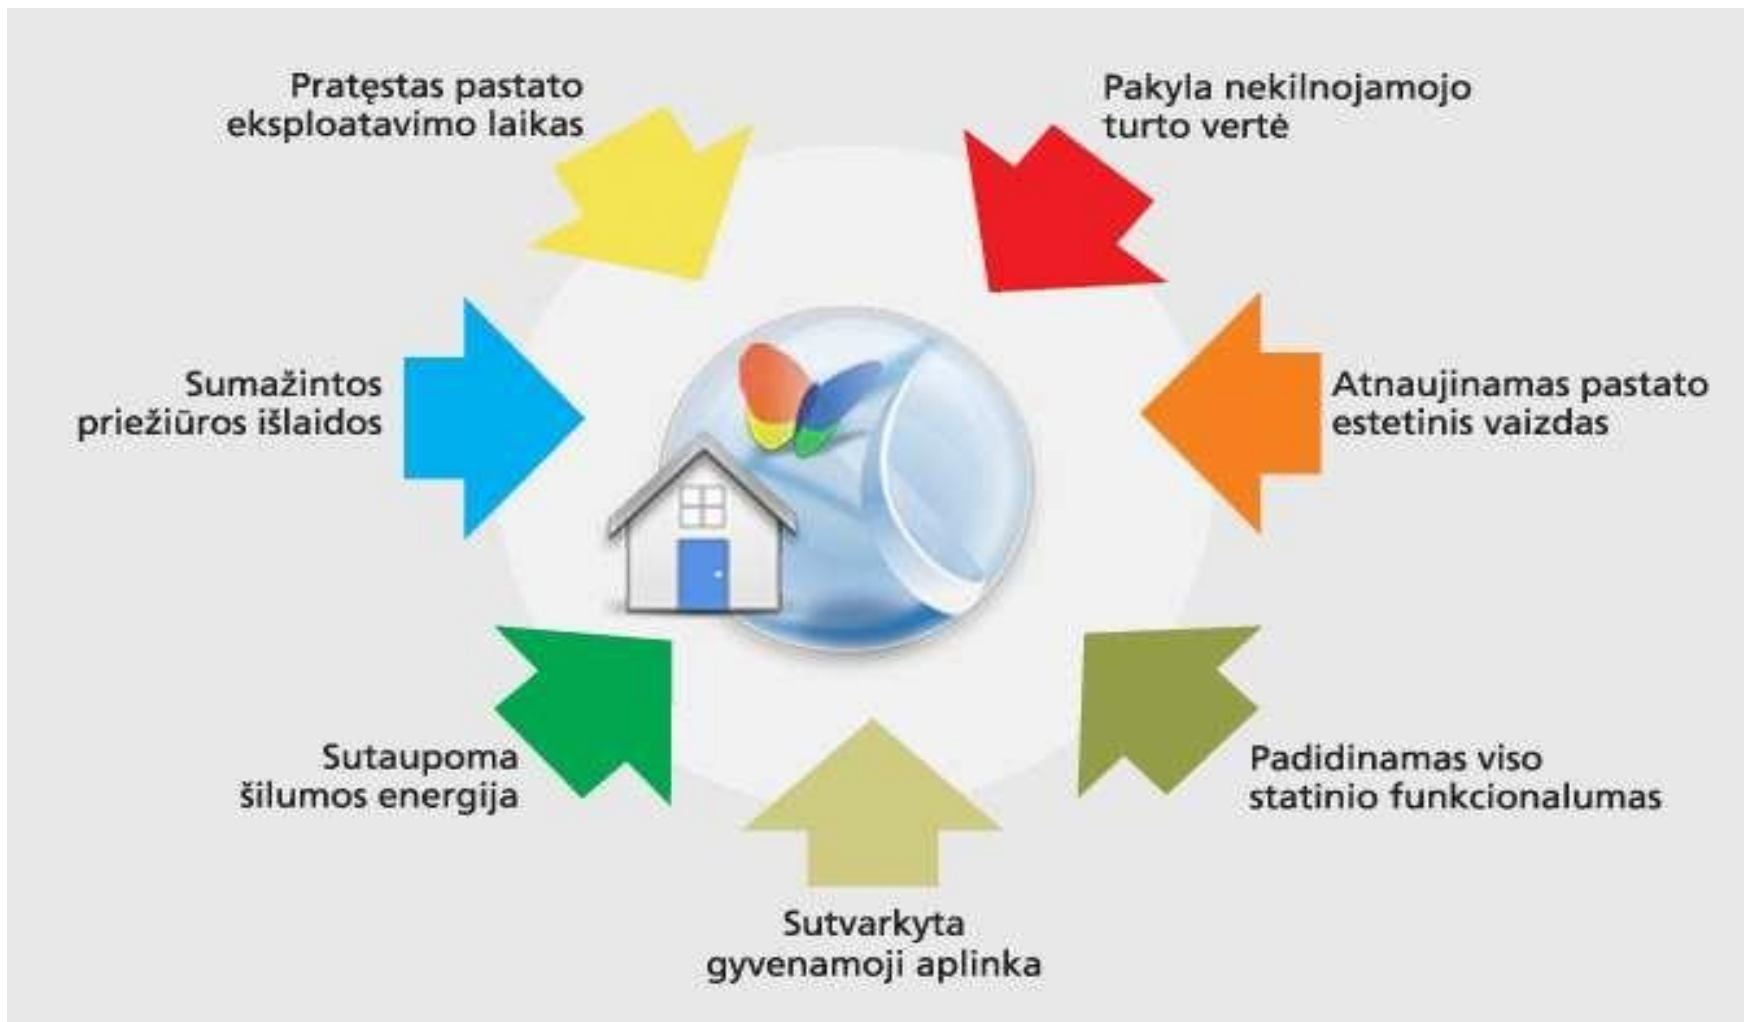 Pratęstas pastato
eksploatavimo laikas
Pakyla nekilnojamojo
turto vertė
Sumažintos
priežiūros išlaidos
Atnaujinamas pastato
estetinis vaizdas
Sutaupoma
šilumos energija
Padidinamas viso
statinio funkcionalumas
Sutvarkyta
gyvenamoji aplinka